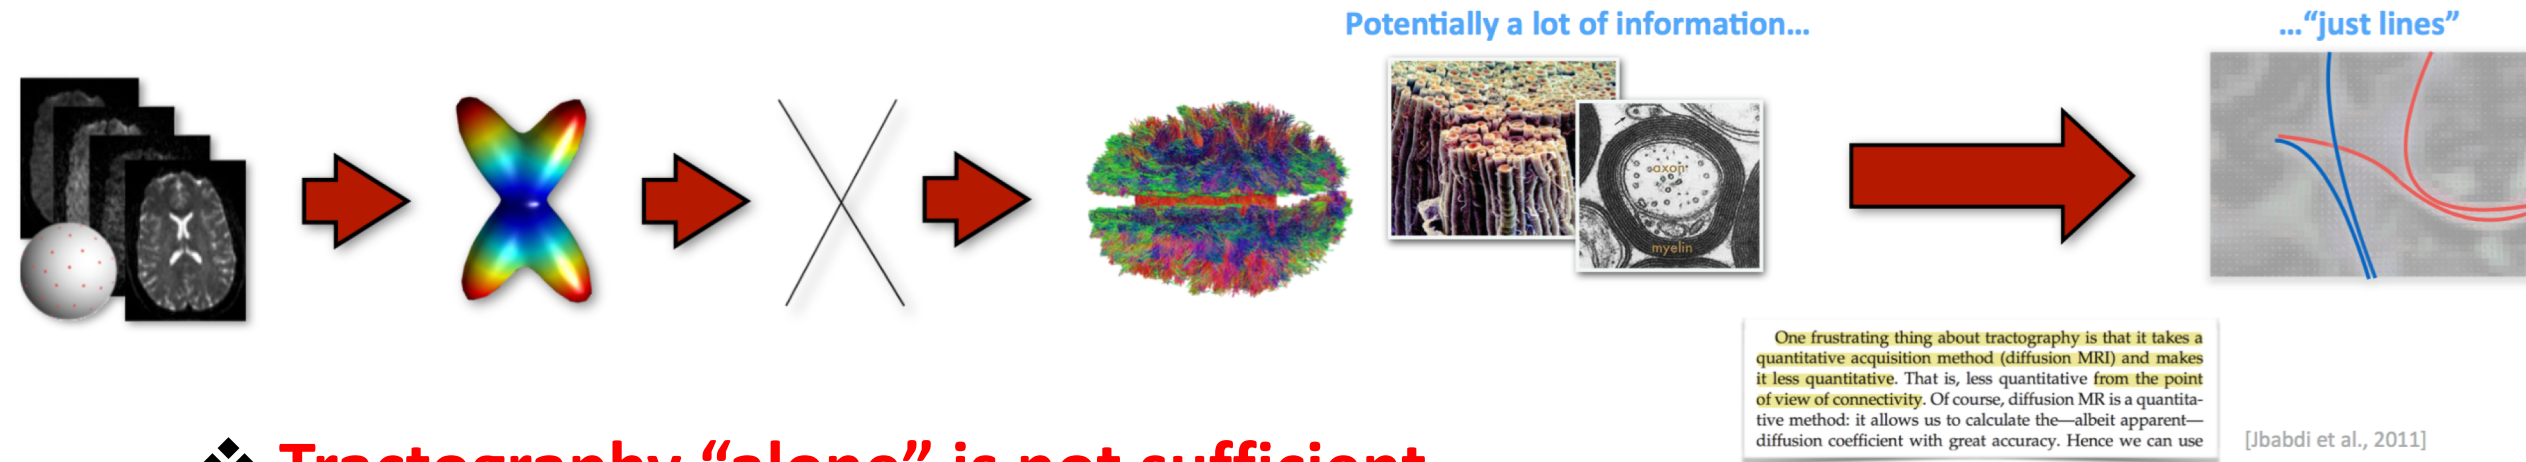 Potentially a lot of information...
..."just lines"
axon
myelin
One frustrating thing about tractography is that it takes a
quantitative acquisition method (diffusion MRI) and makes
it less quantitative. That is, less quantitative from the point
of view of connectivity. Of course, diffusion MR is a quantita-
tive method: it allows us to calculate the—albeit apparent—
diffusion coefficient with great accuracy. Hence we can use
[Jbabdi et al., 2011]
Tractography “alone” is not sufficient